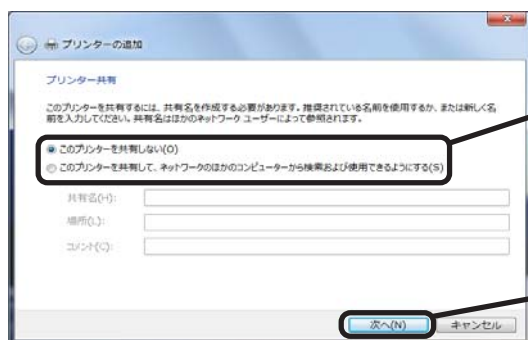 プリンターの追加
プリンター共有
このプリンターを共有するには、共有名を作成する必要があります。推奨されている名前を使用するか、または新しく名
前を入力してください。共有名はほかのネットワーク ユーザーによって参照されます。
このプリンターを共有しない(O)
このプリンターを共有して、ネットワークのほかのコンピューターから検索および使用できるようにする(S)
共有名(H):
場所(L):
コメント(C):
次へ(N) キャンセル